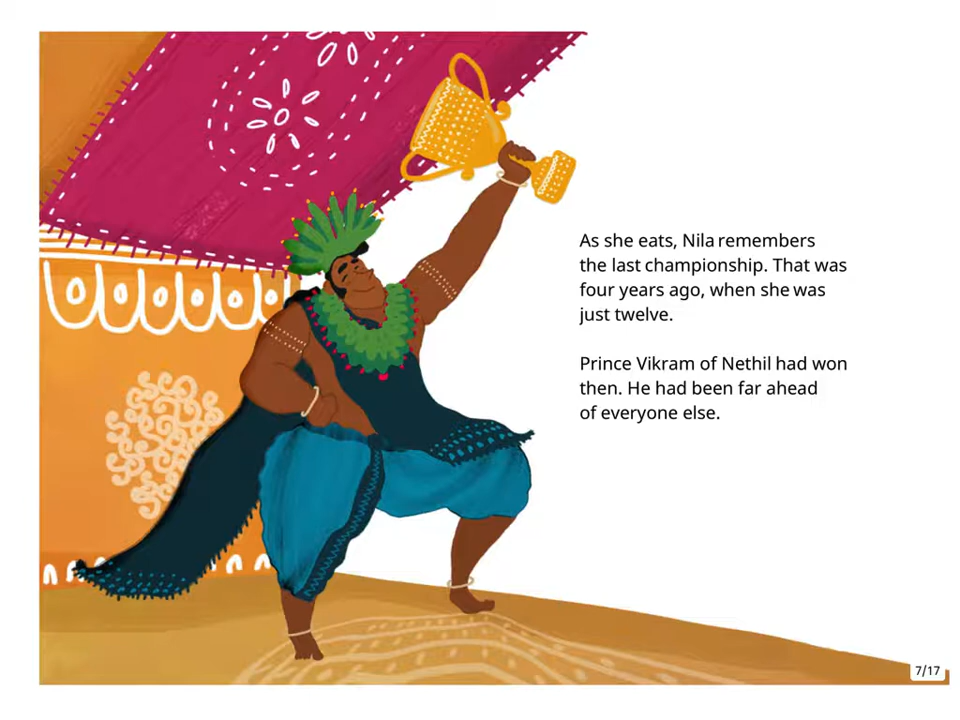 As she eats, Nila remembers
the last championship. That was
four years ago, when she was
just twelve.
Prince Vikram of Nethil had won
then. He had been far ahead
of everyone else.
7/17